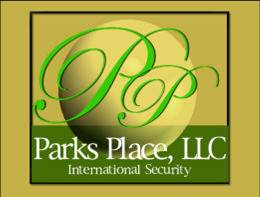 PP
Parks Place, LLC
International Security